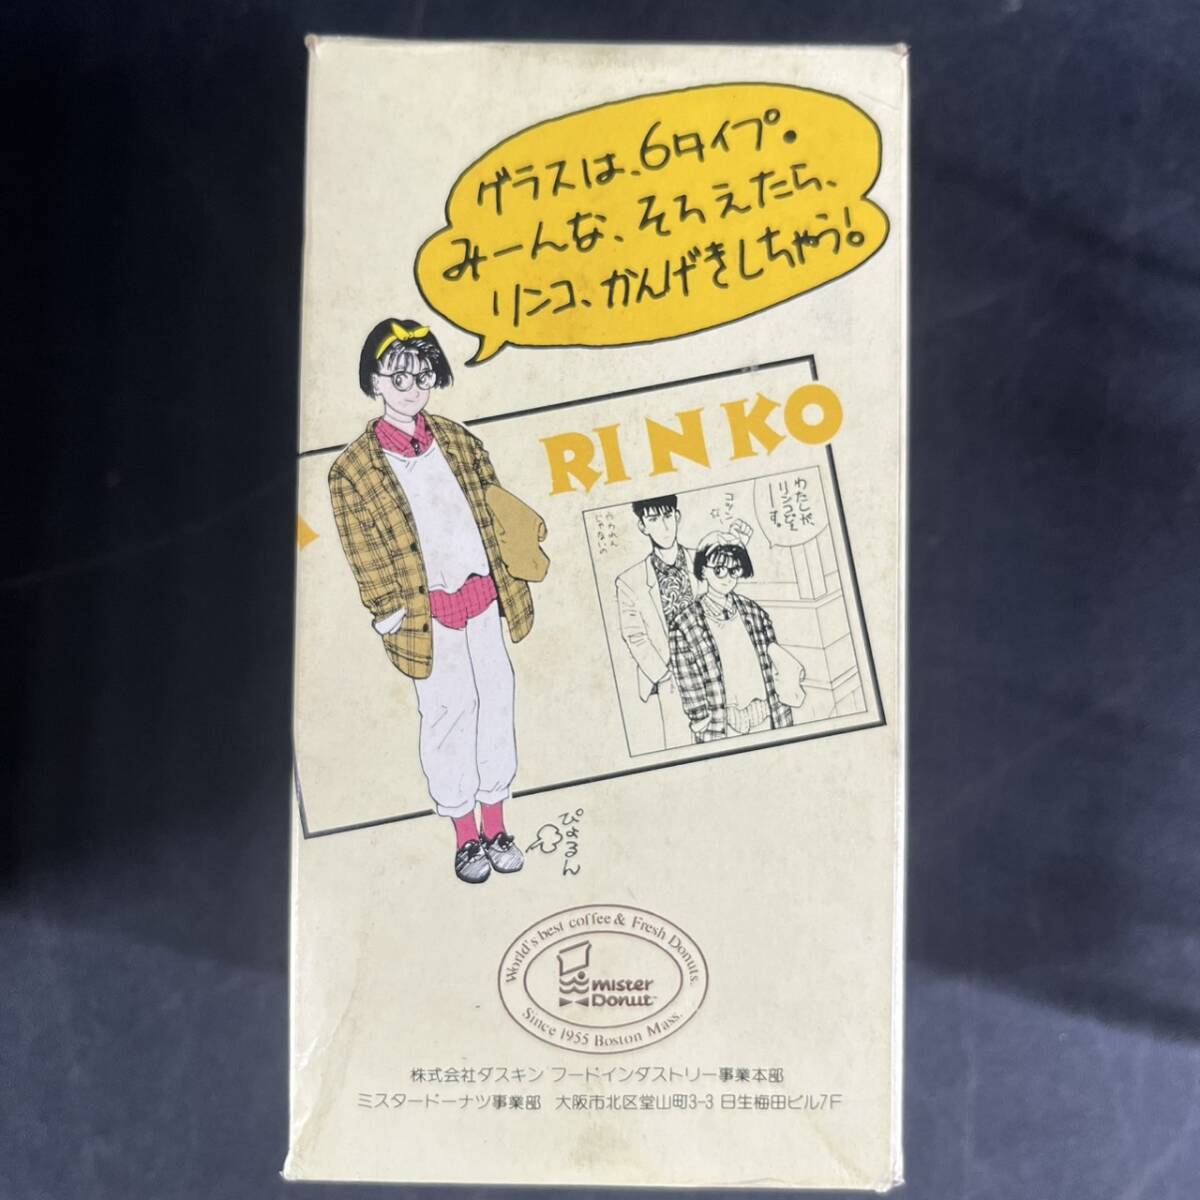 グラスは、6タイプ。
みーんな、そろえたら、
リンコ、かんげきしちゃう!
RINKO
わたしが、
リンコでえ
ーーす。
コツン
ぴょるん
World's best coffee & Fresh Donuts.
mister
Donut
Since 1955 Boston Mass.
株式会社ダスキン フードインダストリー事業本部
ミスタードーナツ事業部 大阪市北区堂山町3-3 日生梅田ビル7F